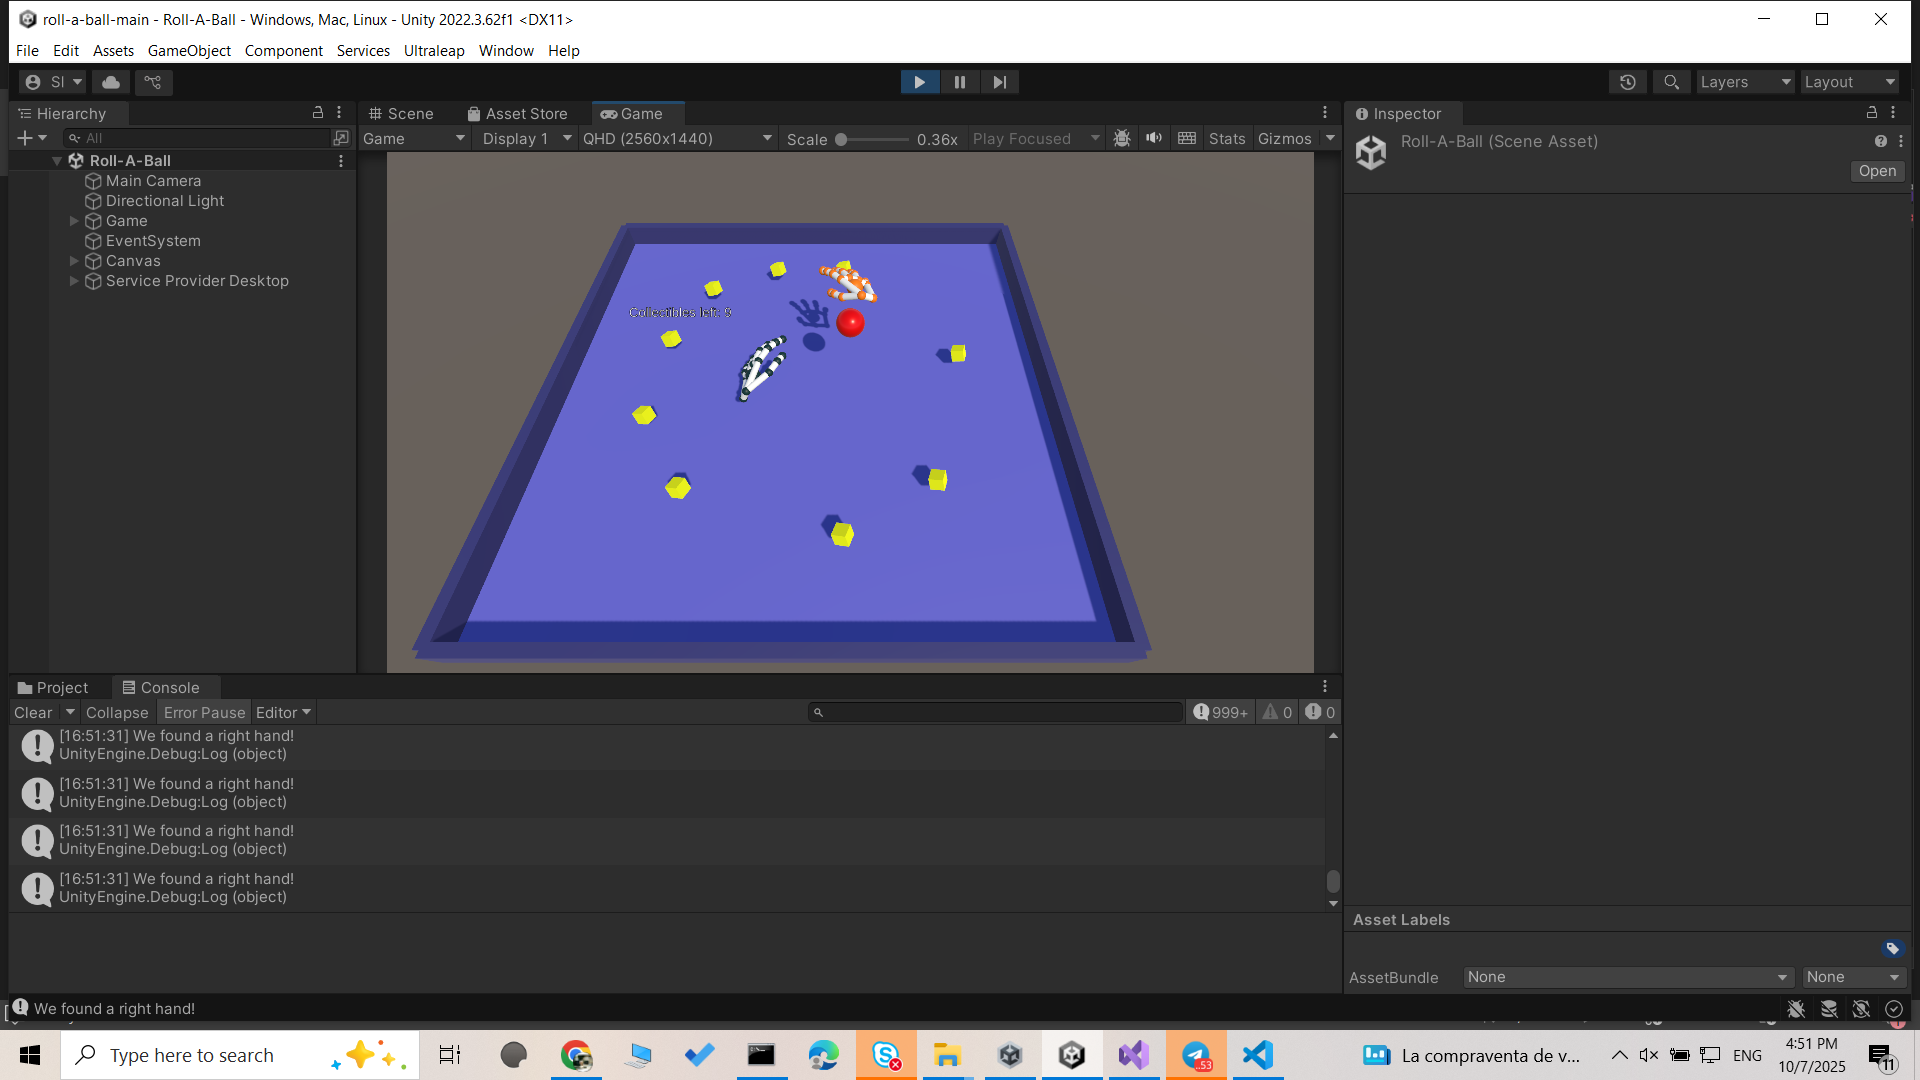 roll-a-ball-main - Roll-A-Ball - Windows, Mac, Linux - Unity 2022.3.62f1 <DX11>
File Edit Assets GameObject Component Services Ultraleap Window Help
SI
Layers Layout
Hierarchy
All
Roll-A-Ball
Main Camera
Directional Light
Game
EventSystem
Canvas
Service Provider Desktop
Scene Asset Store Game
Game Display 1 QHD (2560x1440) Scale 0.36x Play Focused Stats Gizmos
Collectibles left: 9
Inspector
Roll-A-Ball (Scene Asset)
Open
Project Console
Clear Collapse Error Pause Editor 999+ 0 0
[16:51:31] We found a right hand!
UnityEngine.Debug:Log (object)
[16:51:31] We found a right hand!
UnityEngine.Debug:Log (object)
[16:51:31] We found a right hand!
UnityEngine.Debug:Log (object)
[16:51:31] We found a right hand!
UnityEngine.Debug:Log (object)
Asset Labels
AssetBundle None None
We found a right hand!
Type here to search
..53
La compraventa de v...
ENG
4:51 PM
10/7/2025
11